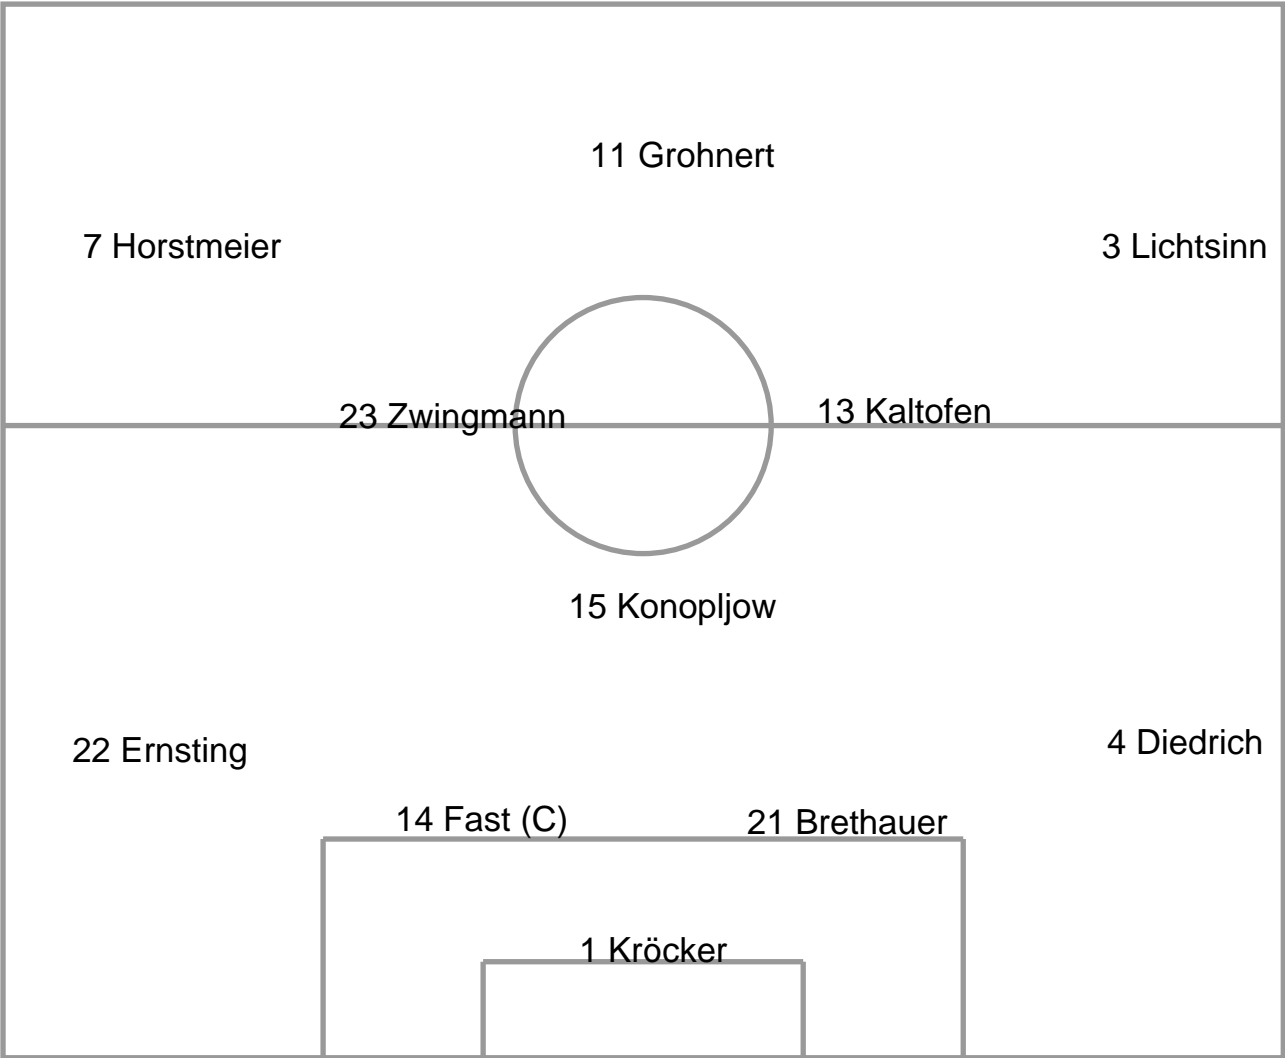 11 Grohnert
7 Horstmeier
3 Lichtsinn
23 Zwingmann
13 Kaltofen
15 Konopljow
22 Ernsting
4 Diedrich
14 Fast (C)
21 Brethauer
1 Kröcker